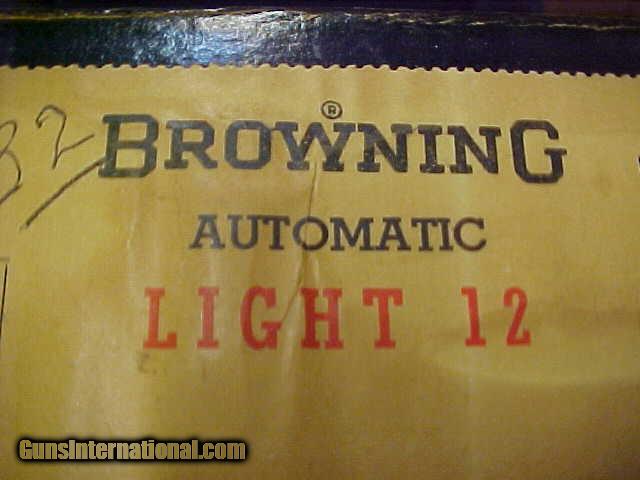 32
BROWNING®
AUTOMATIC
LIGHT 12
GunsInternational.com